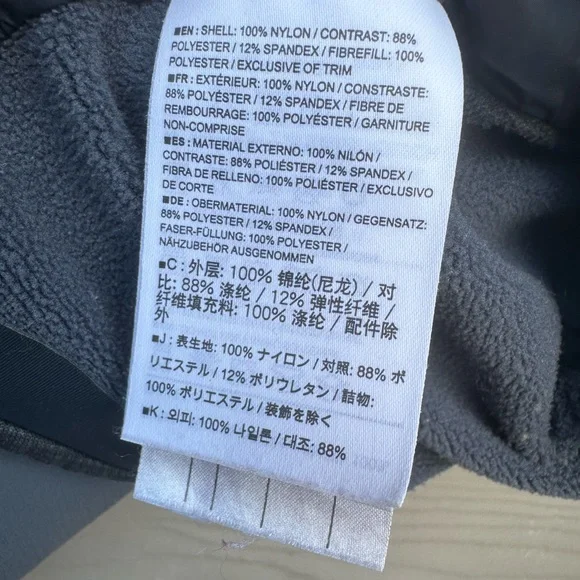 ■EN: SHELL: 100% NYLON / CONTRAST: 88%
POLYESTER / 12% SPANDEX / FIBREFILL: 100%
POLYESTER / EXCLUSIVE OF TRIM
■FR: EXTÉRIEUR: 100% NYLON / CONSTRASTE:
88% POLYÉSTER / 12% SPANDEX / FIBRE DE
REMBOURRAGE: 100% POLYESTER / GARNITURE
NON-COMPRISE
■ES: MATERIAL EXTERNO: 100% NILÓN /
CONTRASTE: 88% POLIÉSTER / 12% SPANDEX /
FIBRA DE RELLENO: 100% POLIÉSTER / EXCLUSIVO
DE CORTE
■DE: OBERMATERIAL: 100% NYLON / GEGENSATZ:
88% POLYESTER / 12% SPANDEX /
FASER-FÜLLUNG: 100% POLYESTER /
NÄHZUBEHÖR AUSGENOMMEN
■C: 外层: 100% 锦纶(尼龙) / 对
比: 88% 涤纶 / 12% 弹性纤维 /
纤维填充料: 100% 涤纶 / 配件除
外
■J: 表生地: 100% ナイロン / 対照: 88% ポ
リエステル / 12% ポリウレタン / 詰物:
100% ポリエステル / 装飾を除く
■K: 외피: 100% 나일론 / 대조: 88%